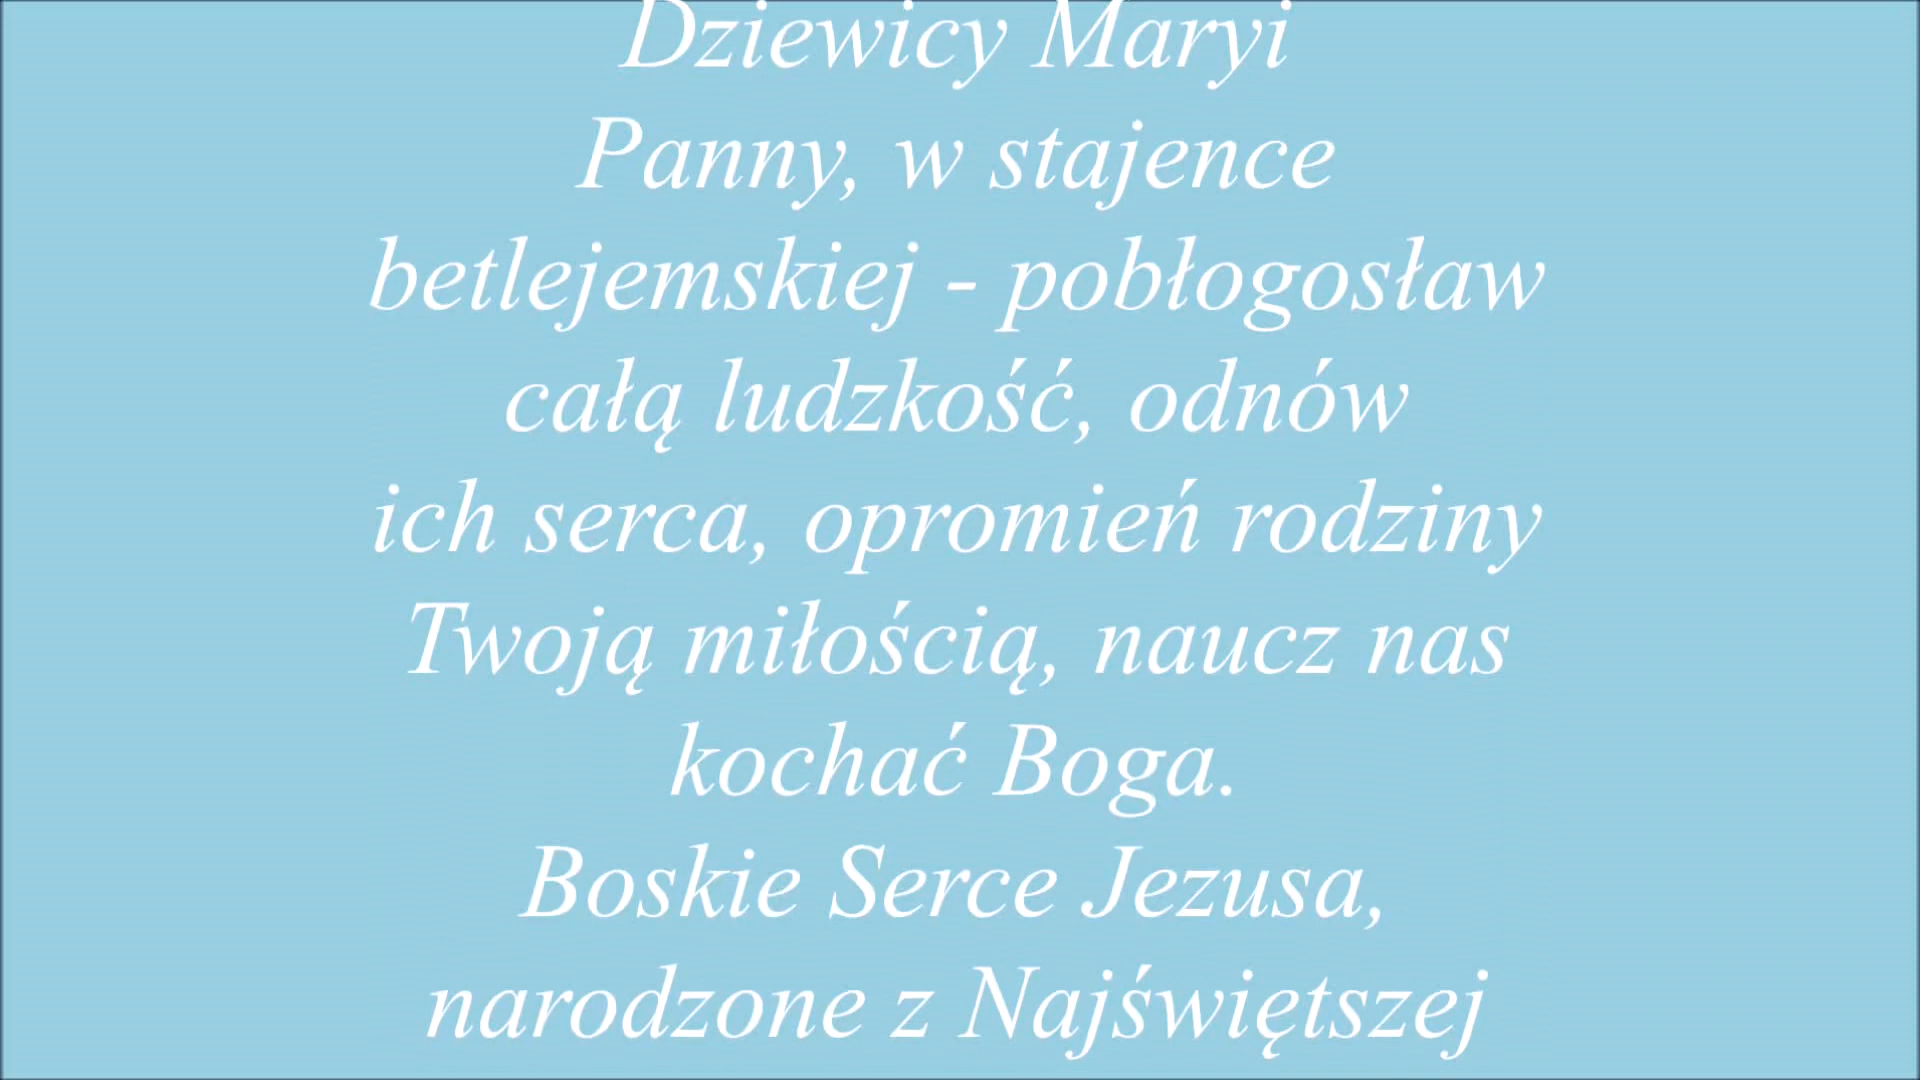 Dziewicy Maryi
Panny, w stajence
betlejemskiej - pobłogosław
całą ludzkość, odnów
ich serca, opromień rodziny
Twoją miłością, naucz nas
kochać Boga.
Boskie Serce Jezusa,
narodzone z Najświętszej